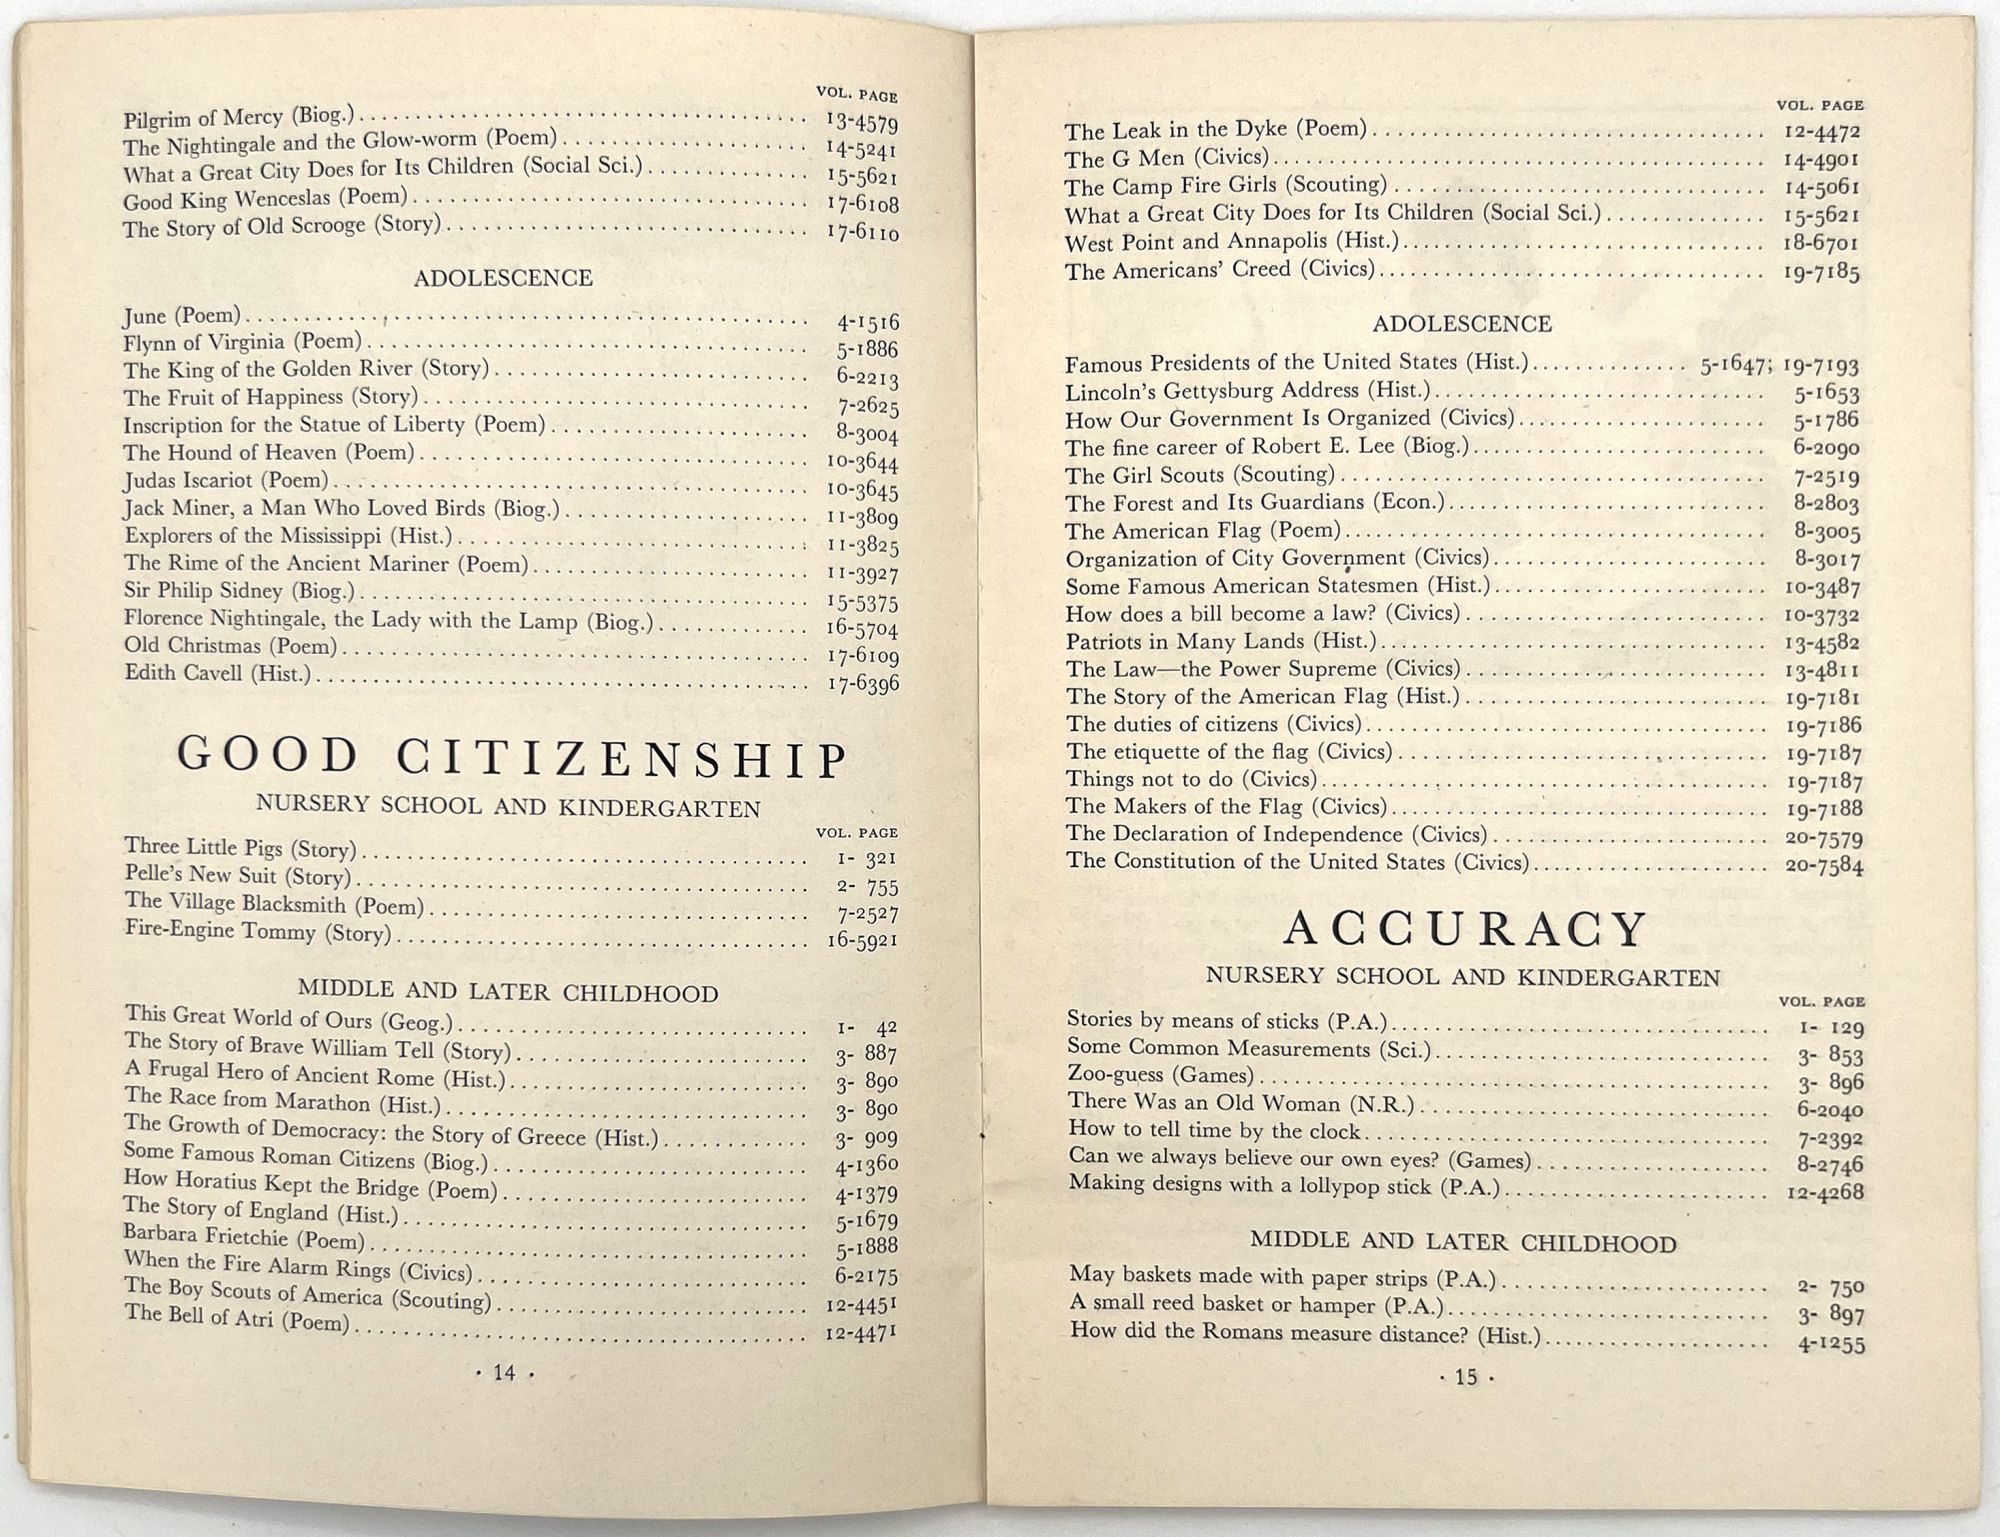 VOL. PAGE
Pilgrim of Mercy (Biog.) 13-4579
The Nightingale and the Glow-worm (Poem) 14-5241
What a Great City Does for Its Children (Social Sci.) 15-5621
Good King Wenceslas (Poem) 17-6108
The Story of Old Scrooge (Story) 17-6110
ADOLESCENCE
June (Poem) 4-1516
Flynn of Virginia (Poem) 5-1886
The King of the Golden River (Story) 6-2213
The Fruit of Happiness (Story) 7-2625
Inscription for the Statue of Liberty (Poem) 8-3004
The Hound of Heaven (Poem) 10-3644
Judas Iscariot (Poem) 10-3645
Jack Miner, a Man Who Loved Birds (Biog.) 11-3809
Explorers of the Mississippi (Hist.) 11-3825
The Rime of the Ancient Mariner (Poem) 11-3927
Sir Philip Sidney (Biog.) 15-5375
Florence Nightingale, the Lady with the Lamp (Biog.) 16-5704
Old Christmas (Poem) 17-6109
Edith Cavell (Hist.) 17-6396
GOOD CITIZENSHIP
NURSERY SCHOOL AND KINDERGARTEN
VOL. PAGE
Three Little Pigs (Story) 1- 321
Pelle's New Suit (Story) 2- 755
The Village Blacksmith (Poem) 7-2527
Fire-Engine Tommy (Story) 16-5921
MIDDLE AND LATER CHILDHOOD
This Great World of Ours (Geog.) 1- 42
The Story of Brave William Tell (Story) 3- 887
A Frugal Hero of Ancient Rome (Hist.) 3- 890
The Race from Marathon (Hist.) 3- 890
The Growth of Democracy: the Story of Greece (Hist.) 3- 909
Some Famous Roman Citizens (Biog.) 4-1360
How Horatius Kept the Bridge (Poem) 4-1379
The Story of England (Hist.) 5-1679
Barbara Frietchie (Poem) 5-1888
When the Fire Alarm Rings (Civics) 6-2175
The Boy Scouts of America (Scouting) 12-4451
The Bell of Atri (Poem) 12-4471
· 14 ·
VOL. PAGE
The Leak in the Dyke (Poem) 12-4472
The G Men (Civics) 14-4901
The Camp Fire Girls (Scouting) 14-5061
What a Great City Does for Its Children (Social Sci.) 15-5621
West Point and Annapolis (Hist.) 18-6701
The Americans' Creed (Civics) 19-7185
ADOLESCENCE
Famous Presidents of the United States (Hist.) 5-1647; 19-7193
Lincoln's Gettysburg Address (Hist.) 5-1653
How Our Government Is Organized (Civics) 5-1786
The fine career of Robert E. Lee (Biog.) 6-2090
The Girl Scouts (Scouting) 7-2519
The Forest and Its Guardians (Econ.) 8-2803
The American Flag (Poem) 8-3005
Organization of City Government (Civics) 8-3017
Some Famous American Statesmen (Hist.) 10-3487
How does a bill become a law? (Civics) 10-3732
Patriots in Many Lands (Hist.) 13-4582
The Law—the Power Supreme (Civics) 13-4811
The Story of the American Flag (Hist.) 19-7181
The duties of citizens (Civics) 19-7186
The etiquette of the flag (Civics) 19-7187
Things not to do (Civics) 19-7187
The Makers of the Flag (Civics) 19-7188
The Declaration of Independence (Civics) 20-7579
The Constitution of the United States (Civics) 20-7584
ACCURACY
NURSERY SCHOOL AND KINDERGARTEN
VOL. PAGE
Stories by means of sticks (P.A.) 1- 129
Some Common Measurements (Sci.) 3- 853
Zoo-guess (Games) 3- 896
There Was an Old Woman (N.R.) 6-2040
How to tell time by the clock 7-2392
Can we always believe our own eyes? (Games) 8-2746
Making designs with a lollypop stick (P.A.) 12-4268
MIDDLE AND LATER CHILDHOOD
May baskets made with paper strips (P.A.) 2- 750
A small reed basket or hamper (P.A.) 3- 897
How did the Romans measure distance? (Hist.) 4-1255
· 15 ·